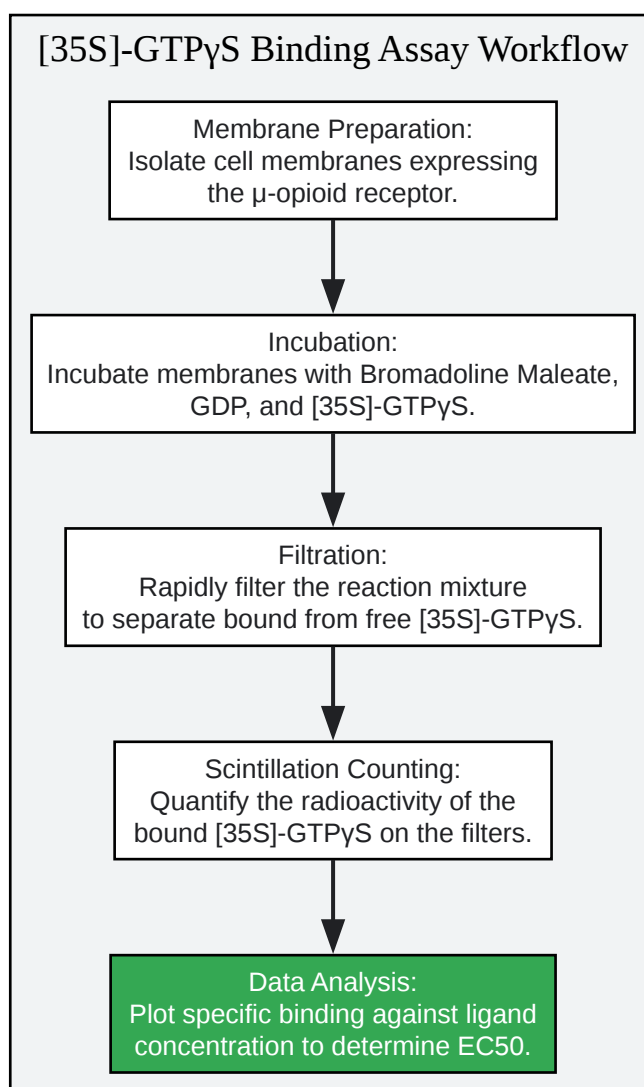 [35S]-GTPγS Binding Assay Workflow
Membrane Preparation:
Isolate cell membranes expressing
the μ-opioid receptor.
Incubation:
Incubate membranes with Bromadoline Maleate,
GDP, and [35S]-GTPγS.
Filtration:
Rapidly filter the reaction mixture
to separate bound from free [35S]-GTPγS.
Scintillation Counting:
Quantify the radioactivity of the
bound [35S]-GTPγS on the filters.
Data Analysis:
Plot specific binding against ligand
concentration to determine EC50.